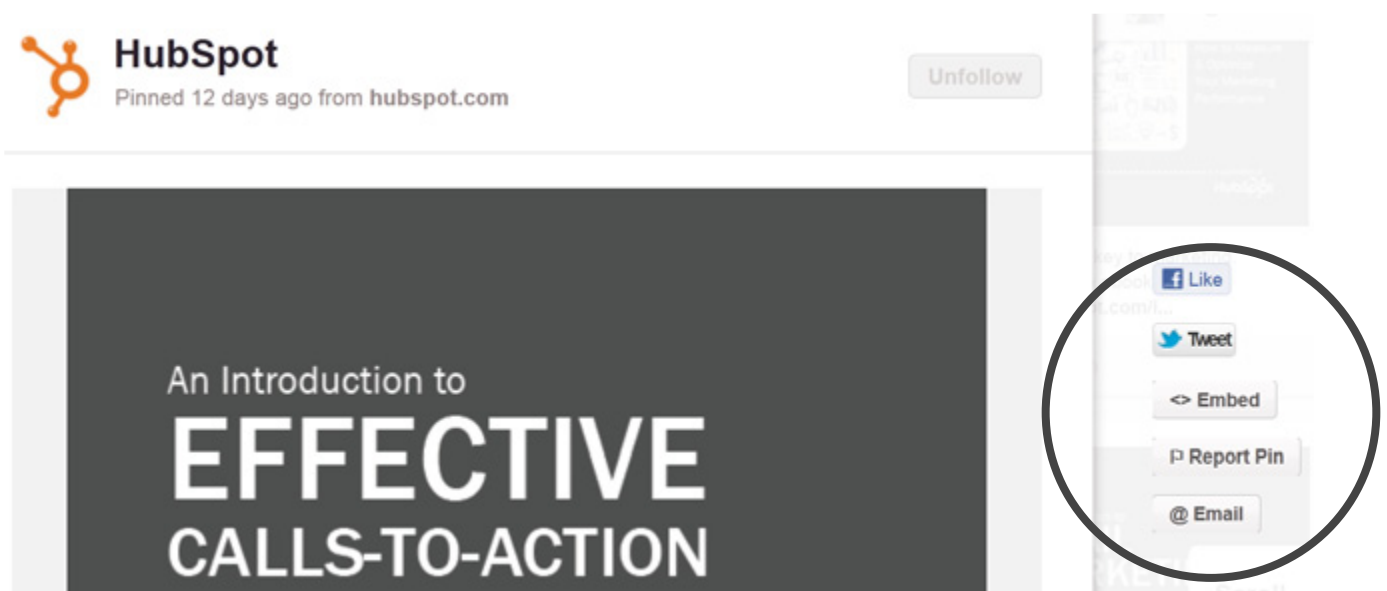 HubSpot
Pinned 12 days ago from hubspot.com
Unfollow
An Introduction to
EFFECTIVE
CALLS-TO-ACTION
HubSpot
Like
Tweet
<> Embed
Report Pin
@ Email